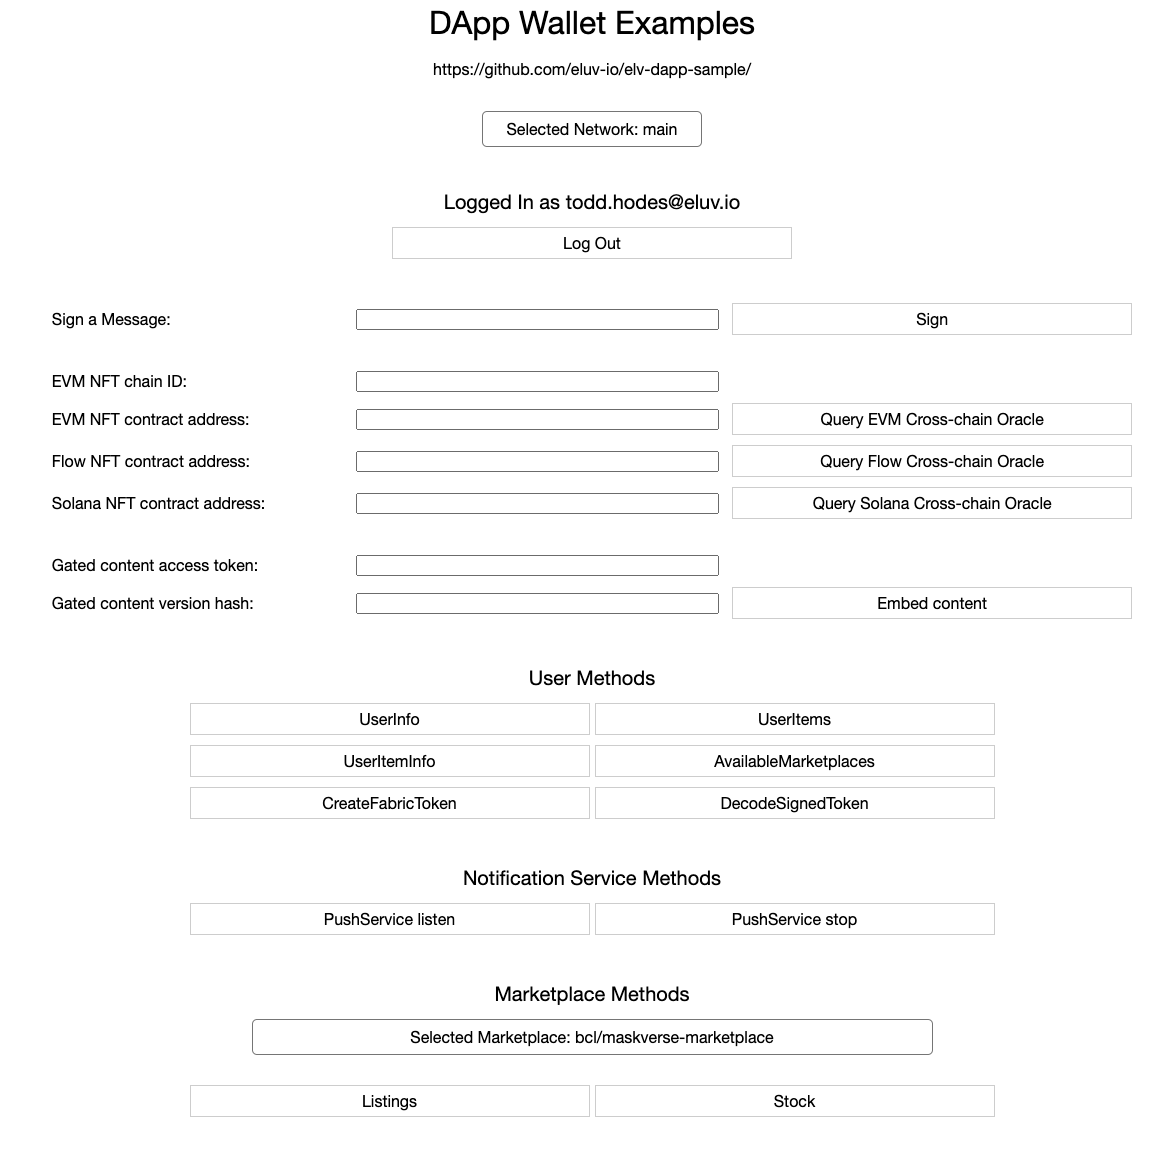 DApp Wallet Examples
https://github.com/eluv-io/elv-dapp-sample/
Selected Network: main
Logged In as todd.hodes@eluv.io
Log Out
Sign a Message: Sign
EVM NFT chain ID:
EVM NFT contract address: Query EVM Cross-chain Oracle
Flow NFT contract address: Query Flow Cross-chain Oracle
Solana NFT contract address: Query Solana Cross-chain Oracle
Gated content access token:
Gated content version hash: Embed content
User Methods
UserInfo UserItems
UserItemInfo AvailableMarketplaces
CreateFabricToken DecodeSignedToken
Notification Service Methods
PushService listen PushService stop
Marketplace Methods
Selected Marketplace: bcl/maskverse-marketplace
Listings Stock